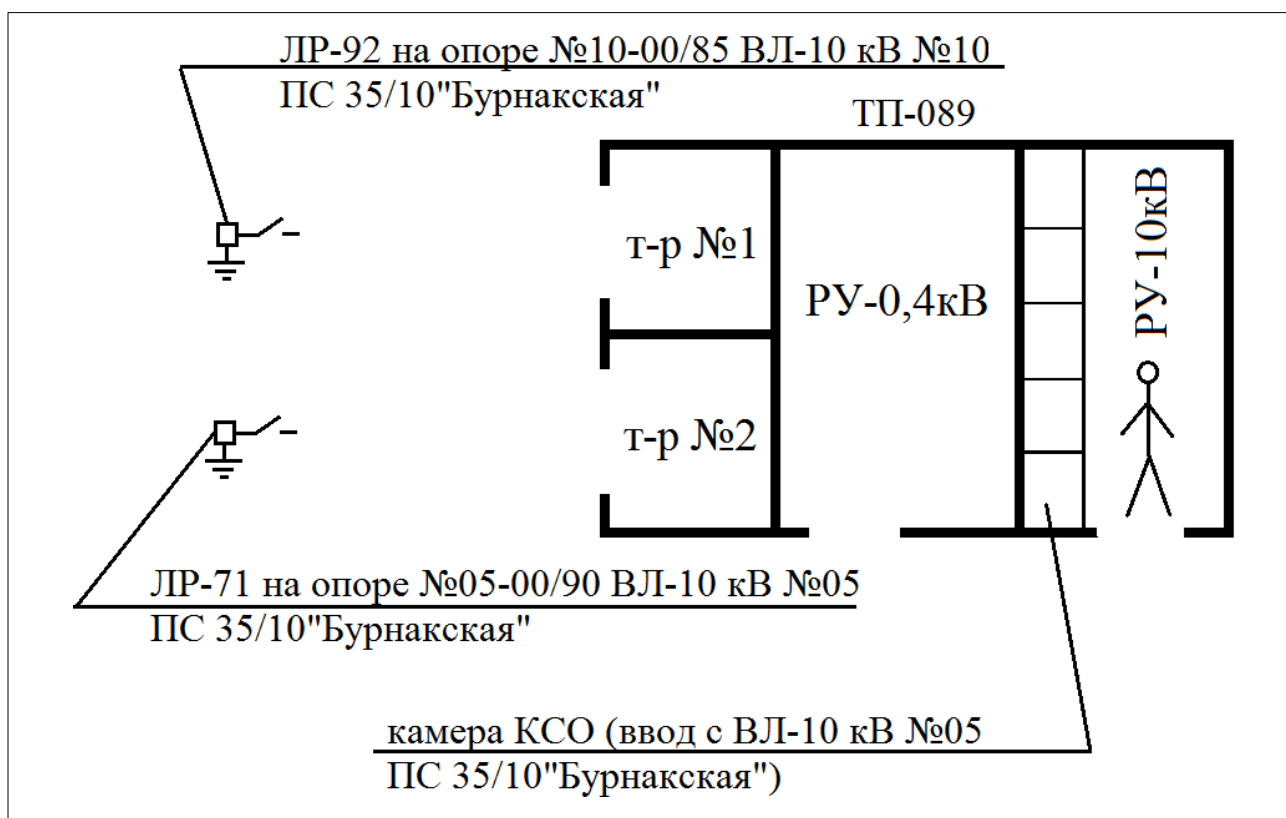 ЛР-92 на опоре №10-00/85 ВЛ-10 кВ №10
ПС 35/10"Бурнакская"
ТП-089
т-р №1
РУ-0,4кВ
РУ-10кВ
т-р №2
ЛР-71 на опоре №05-00/90 ВЛ-10 кВ №05
ПС 35/10"Бурнакская"
камера КСО (ввод с ВЛ-10 кВ №05
ПС 35/10"Бурнакская")